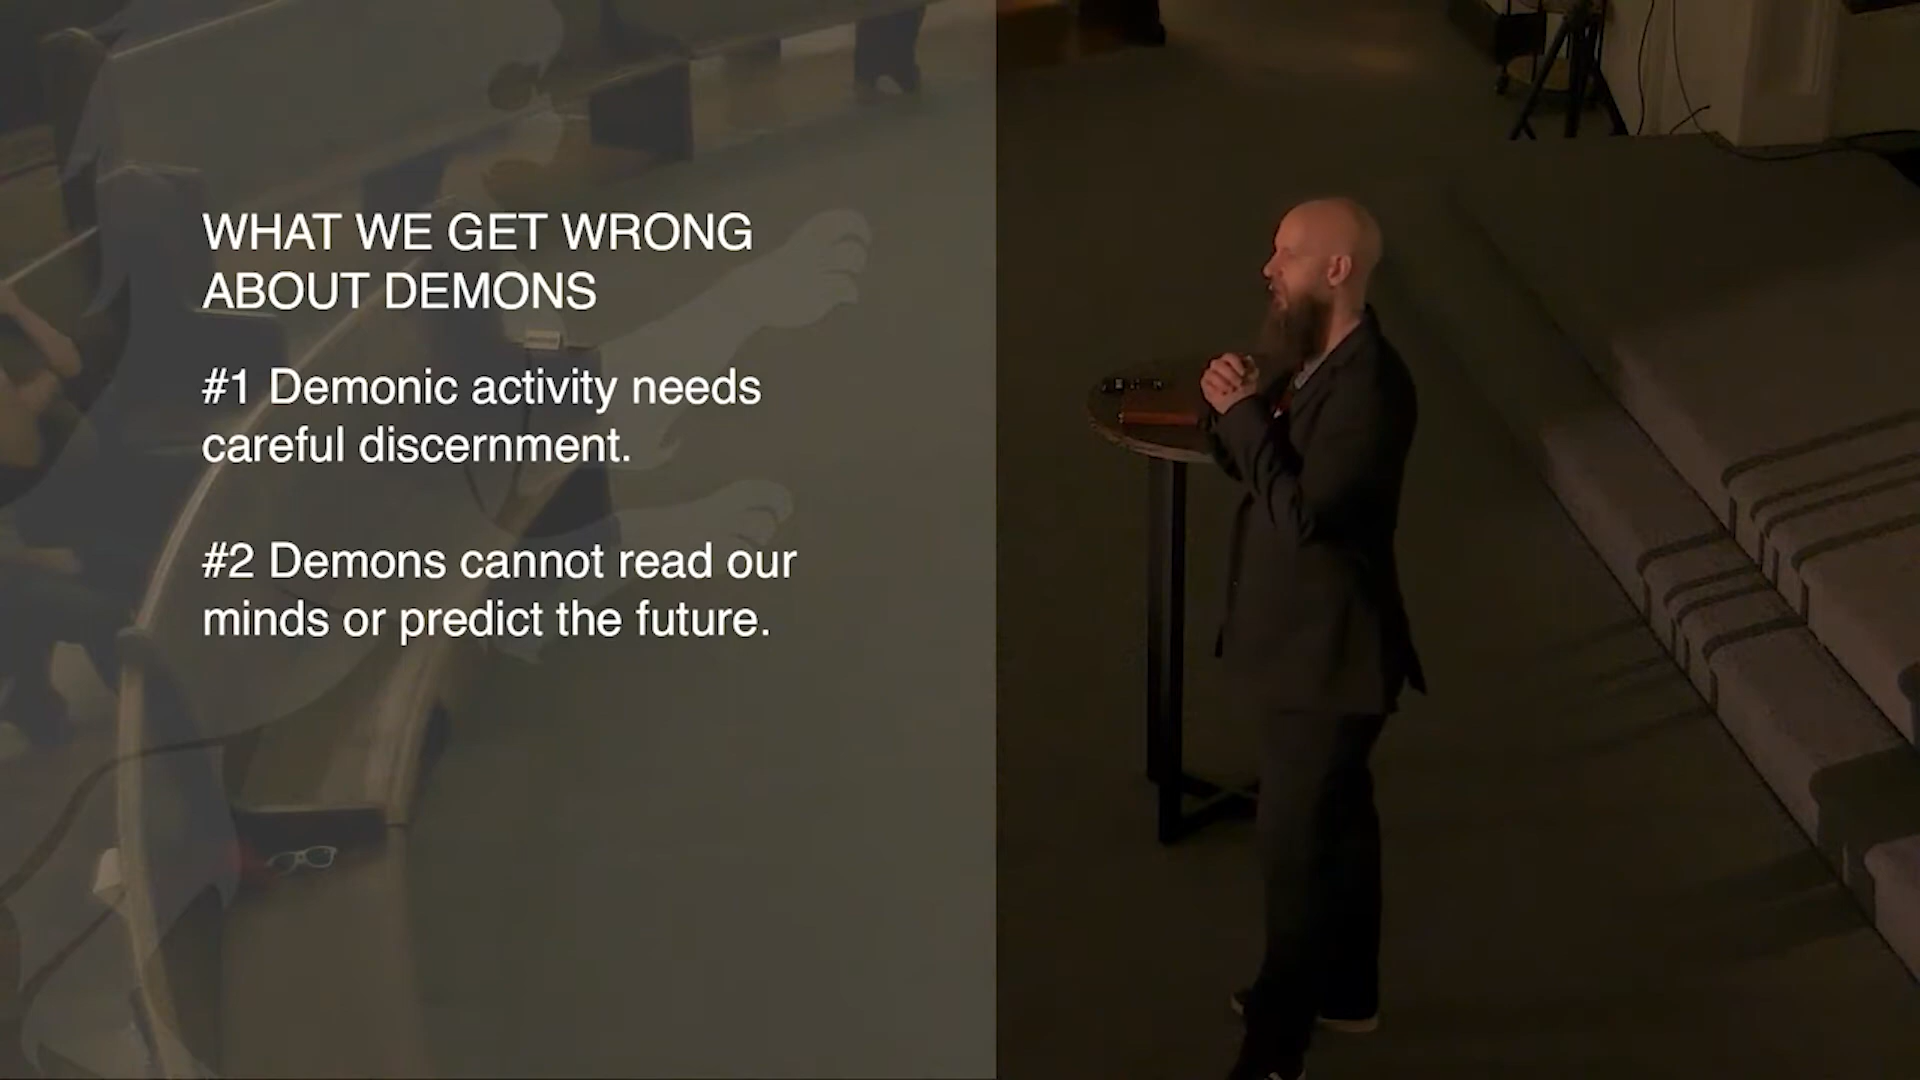 WHAT WE GET WRONG
ABOUT DEMONS
#1 Demonic activity needs
careful discernment.
#2 Demons cannot read our
minds or predict the future.